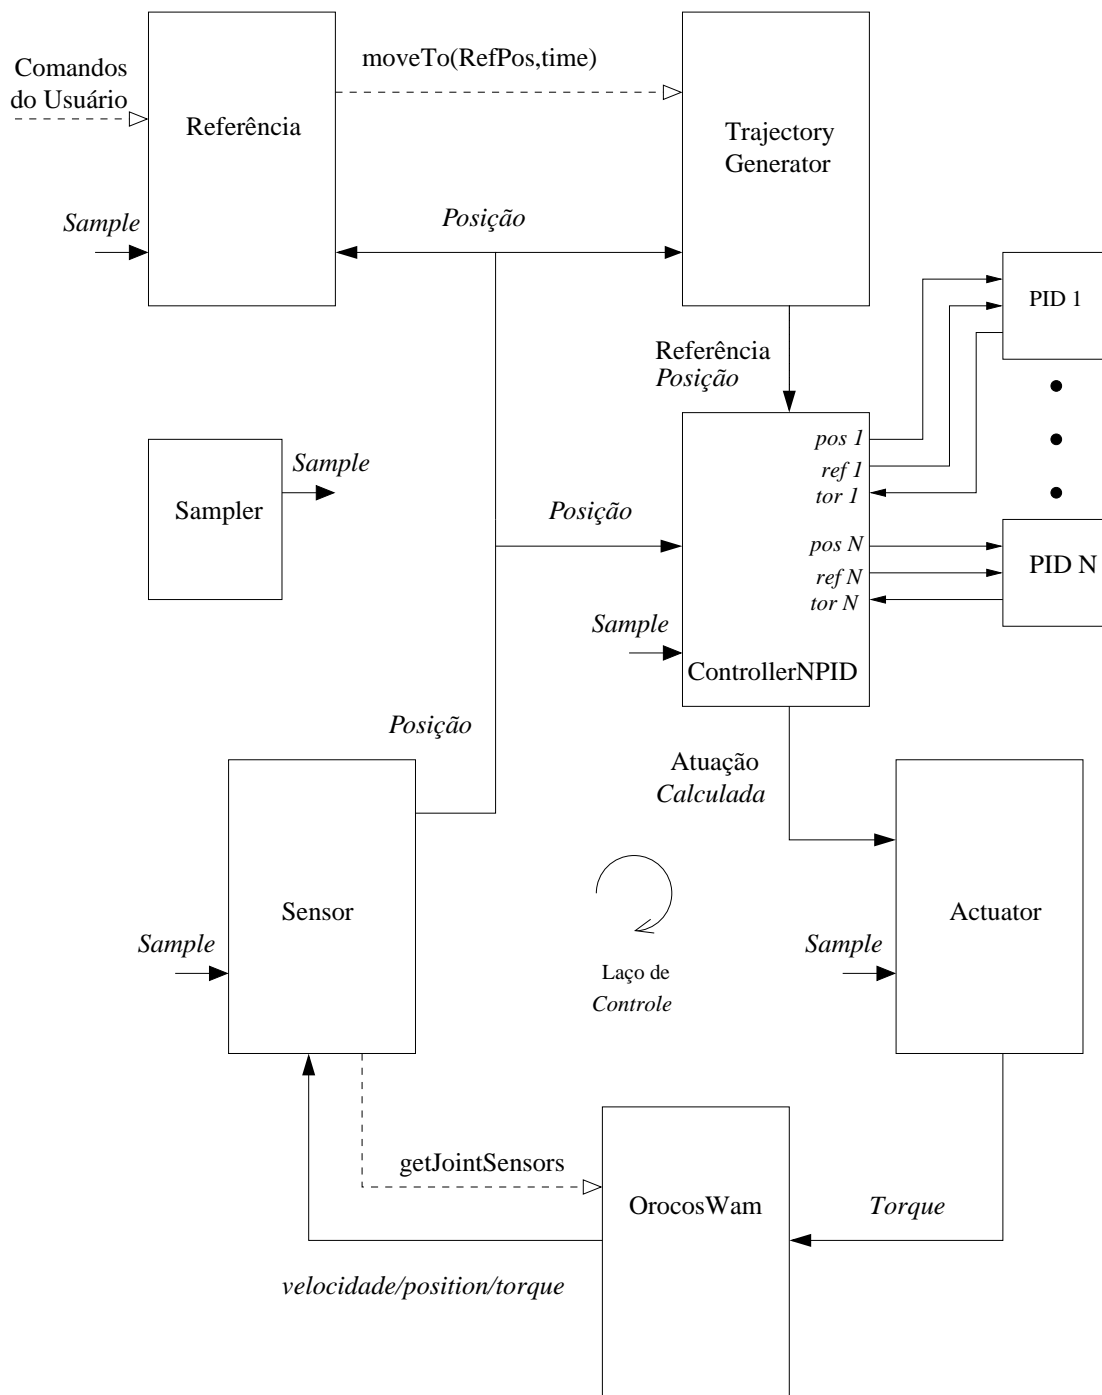 moveTo(RefPos,time)
Comandos
do Usuário
Referência
Trajectory
Generator
Sample
Posição
PID 1
Referência
Posição
pos 1
ref 1
tor 1
Sample
Sampler
Posição
pos N
ref N
tor N
PID N
Sample
ControllerNPID
Posição
Atuação
Calculada
Sensor
Actuator
Sample
Sample
Laço de
Controle
getJointSensors
OrocosWam
Torque
velocidade/position/torque